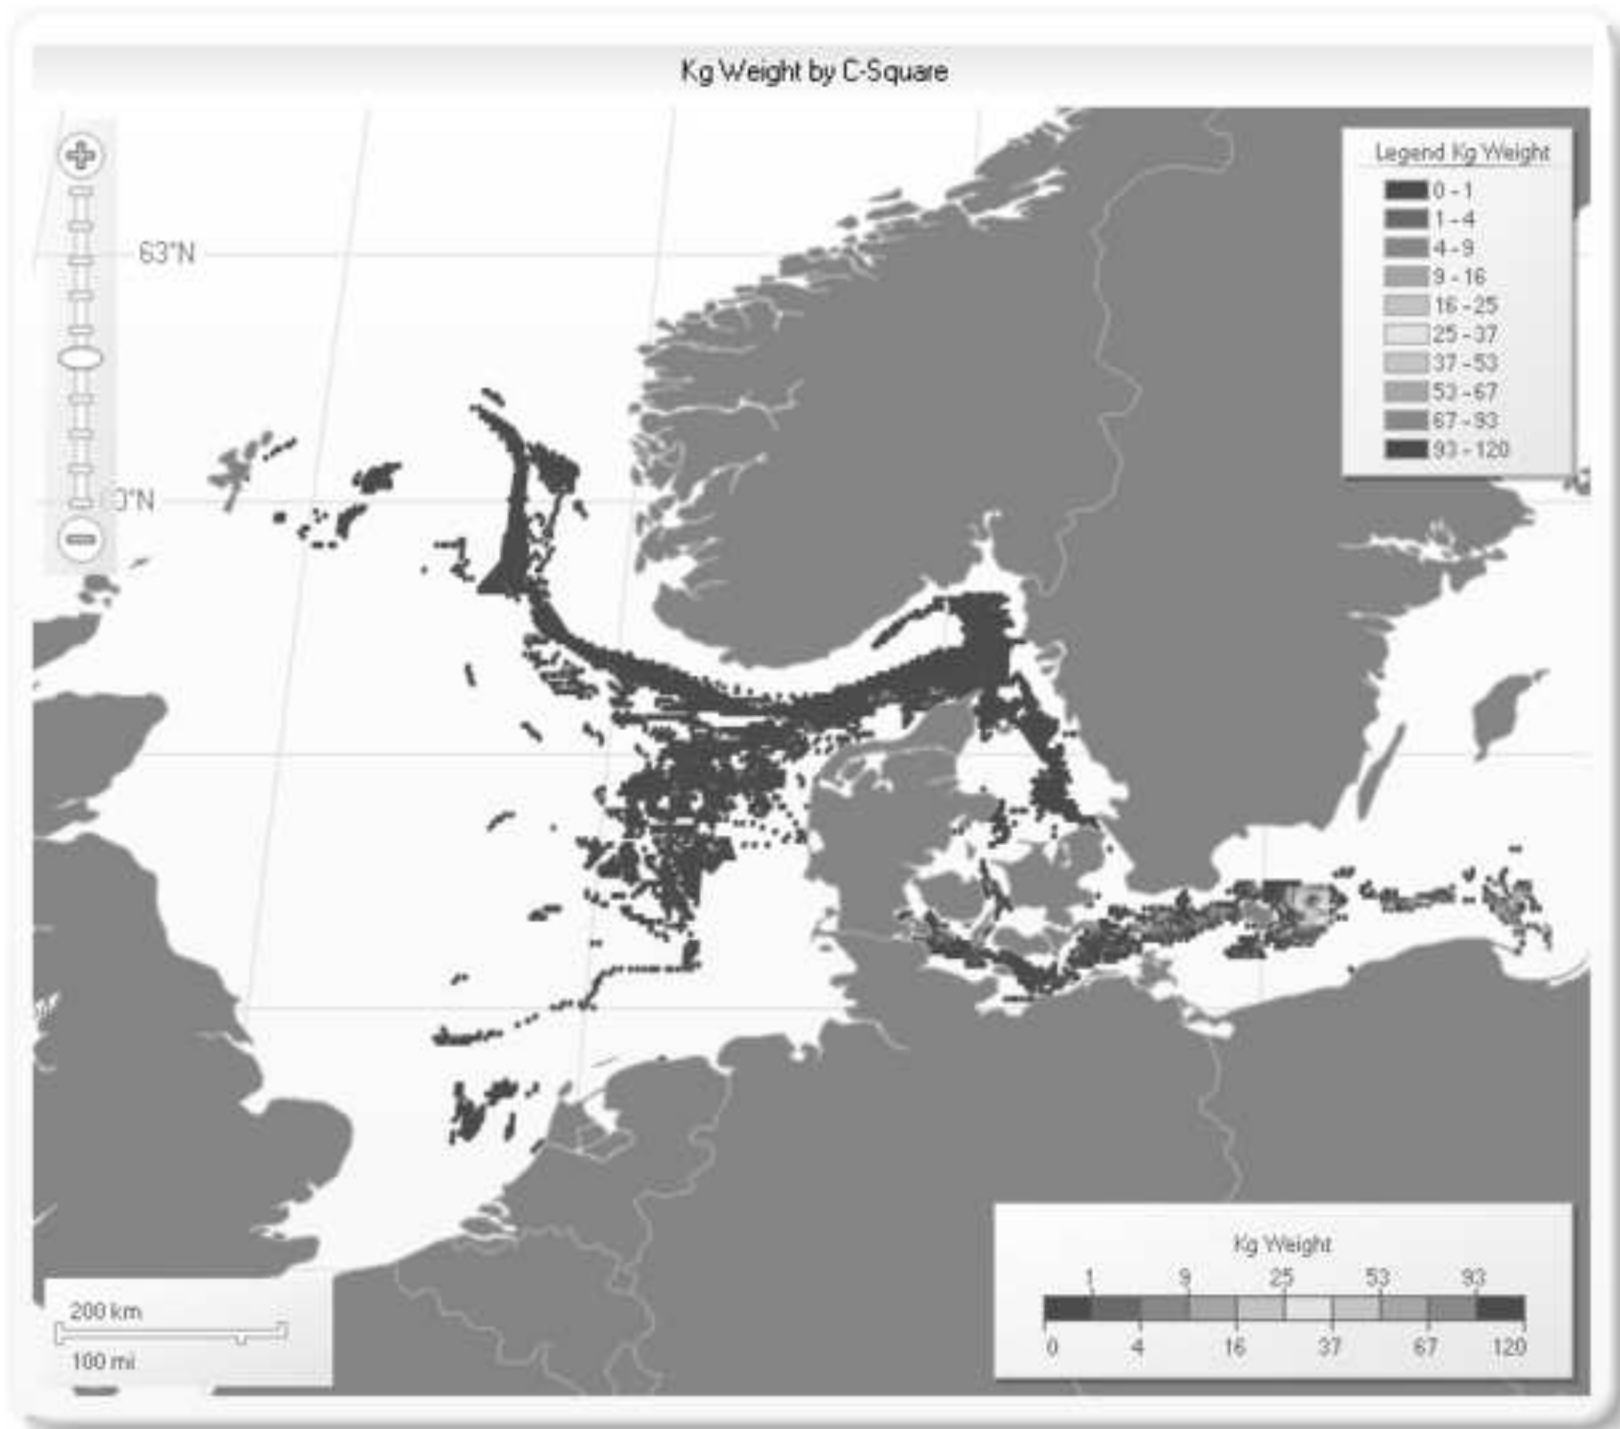 Kg Weight by C-Square
Legend Kg Weight
0 - 1
1 - 4
4 - 9
9 - 16
16 - 25
25 - 37
37 - 53
53 - 67
67 - 93
93 - 120
63°N
0°N
Kg Weight
1 9 25 53 93
0 4 16 37 67 120
200 km
100 mi